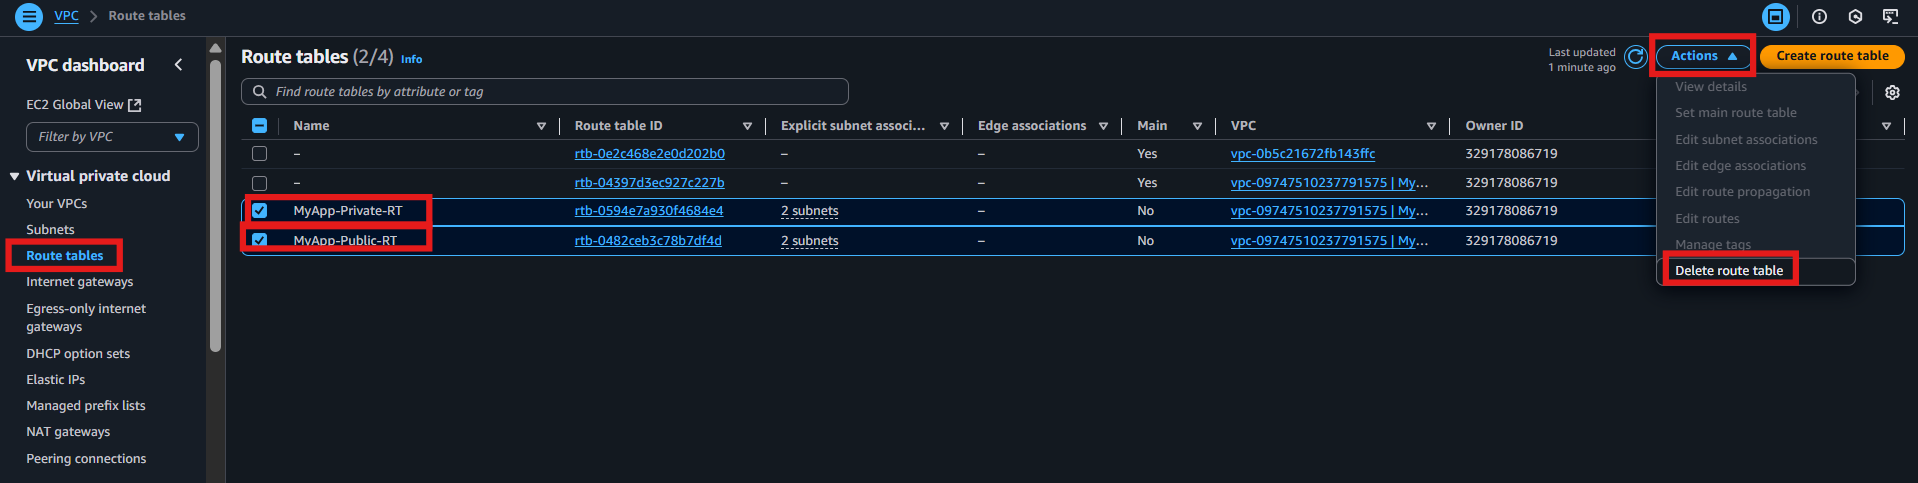 VPC > Route tables
VPC dashboard
EC2 Global View
Filter by VPC
Virtual private cloud
Your VPCs
Subnets
Route tables
Internet gateways
Egress-only internet
gateways
DHCP option sets
Elastic IPs
Managed prefix lists
NAT gateways
Peering connections
Route tables (2/4) Info
Last updated
1 minute ago
Actions
Create route table
Find route tables by attribute or tag
Name Route table ID Explicit subnet associ... Edge associations Main VPC Owner ID
– rtb-0e2c468e2e0d202b0 – – Yes vpc-0b5c21672fb143ffc 329178086719
– rtb-04397d3ec927c227b – – Yes vpc-09747510237791575 | My... 329178086719
MyApp-Private-RT rtb-0594e7a930f4684e4 2 subnets – No vpc-09747510237791575 | My... 329178086719
MyApp-Public-RT rtb-0482ceb3c78b7df4d 2 subnets – No vpc-09747510237791575 | My... 329178086719
View details
Set main route table
Edit subnet associations
Edit edge associations
Edit route propagation
Edit routes
Manage tags
Delete route table